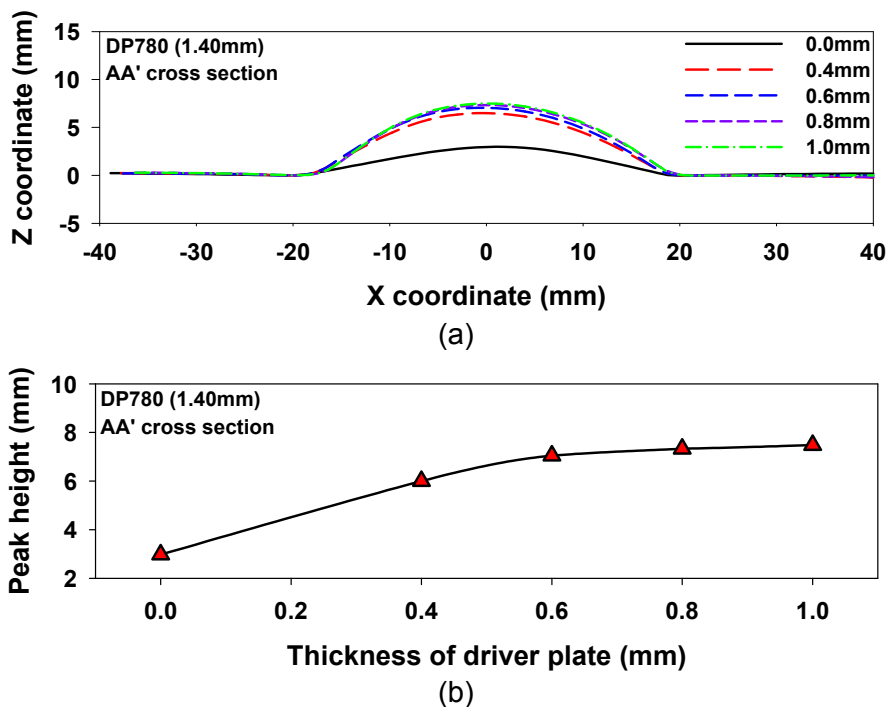 15
10
5
0
-5
Z coordinate (mm)
DP780 (1.40mm)
AA' cross section
0.0mm
0.4mm
0.6mm
0.8mm
1.0mm
-40 -30 -20 -10 0 10 20 30 40
X coordinate (mm)
(a)
10
8
6
4
2
Peak height (mm)
DP780 (1.40mm)
AA' cross section
0.0 0.2 0.4 0.6 0.8 1.0
Thickness of driver plate (mm)
(b)